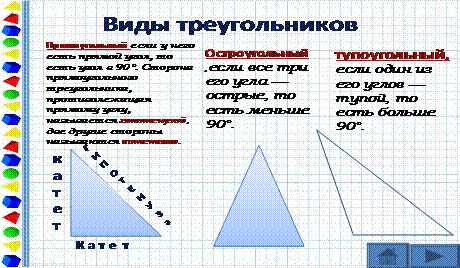 Виды треугольников
Прямоугольный если у него
есть прямой угол, то
есть угол в 90°. Сторона
прямоугольного
треугольника,
противолежащая
прямому углу,
называется гипотенузой,
две другие стороны
называются катетами.
Остроугольный
,если все три
его угла —
острые, то
есть меньше
90°.
тупоугольный,
если один из
его углов —
тупой, то
есть больше
90°.
Катет
Гипотенуза
Катет